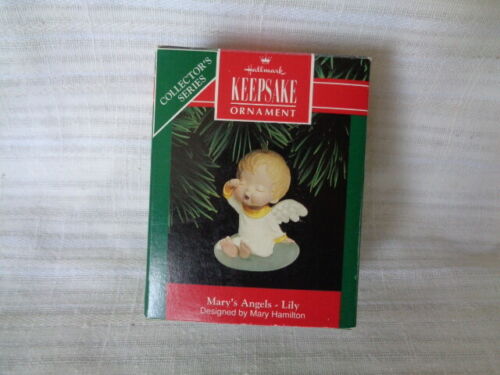 COLLECTOR'S
SERIES
Hallmark
KEEPSAKE
ORNAMENT
Mary's Angels - Lily
Designed by Mary Hamilton